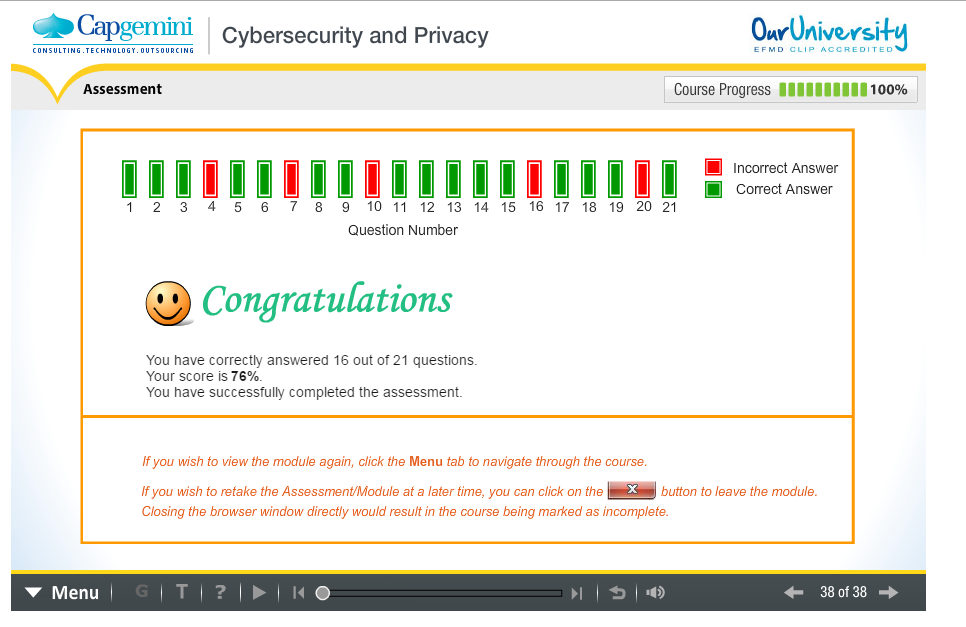 Capgemini
CONSULTING.TECHNOLOGY.OUTSOURCING
Cybersecurity and Privacy
OurUniversity
EFMD CLIP ACCREDITED
Assessment
Course Progress 100%
Incorrect Answer
Correct Answer
1 2 3 4 5 6 7 8 9 10 11 12 13 14 15 16 17 18 19 20 21
Question Number
Congratulations
You have correctly answered 16 out of 21 questions.
Your score is 76%.
You have successfully completed the assessment.
If you wish to view the module again, click the Menu tab to navigate through the course.
If you wish to retake the Assessment/Module at a later time, you can click on the X button to leave the module.
Closing the browser window directly would result in the course being marked as incomplete.
Menu G T ? 38 of 38